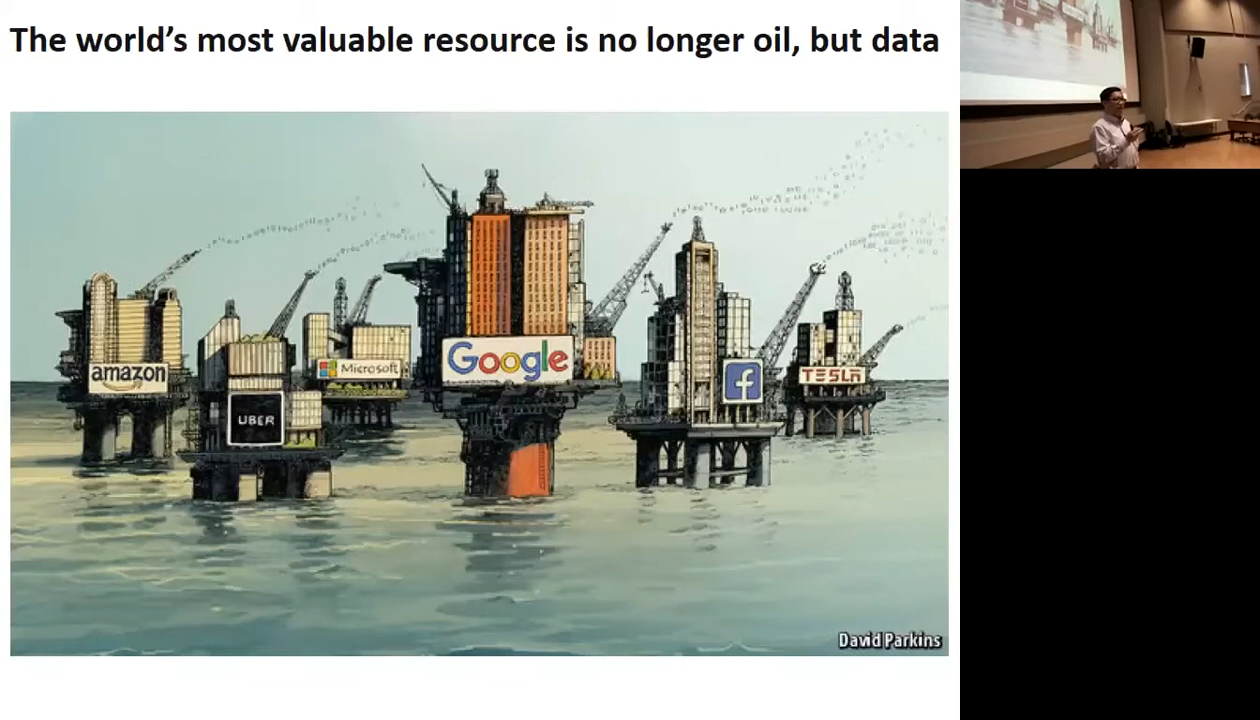 The world's most valuable resource is no longer oil, but data
amazon
UBER
Microsoft
Google
f
TESLA
David Parkins